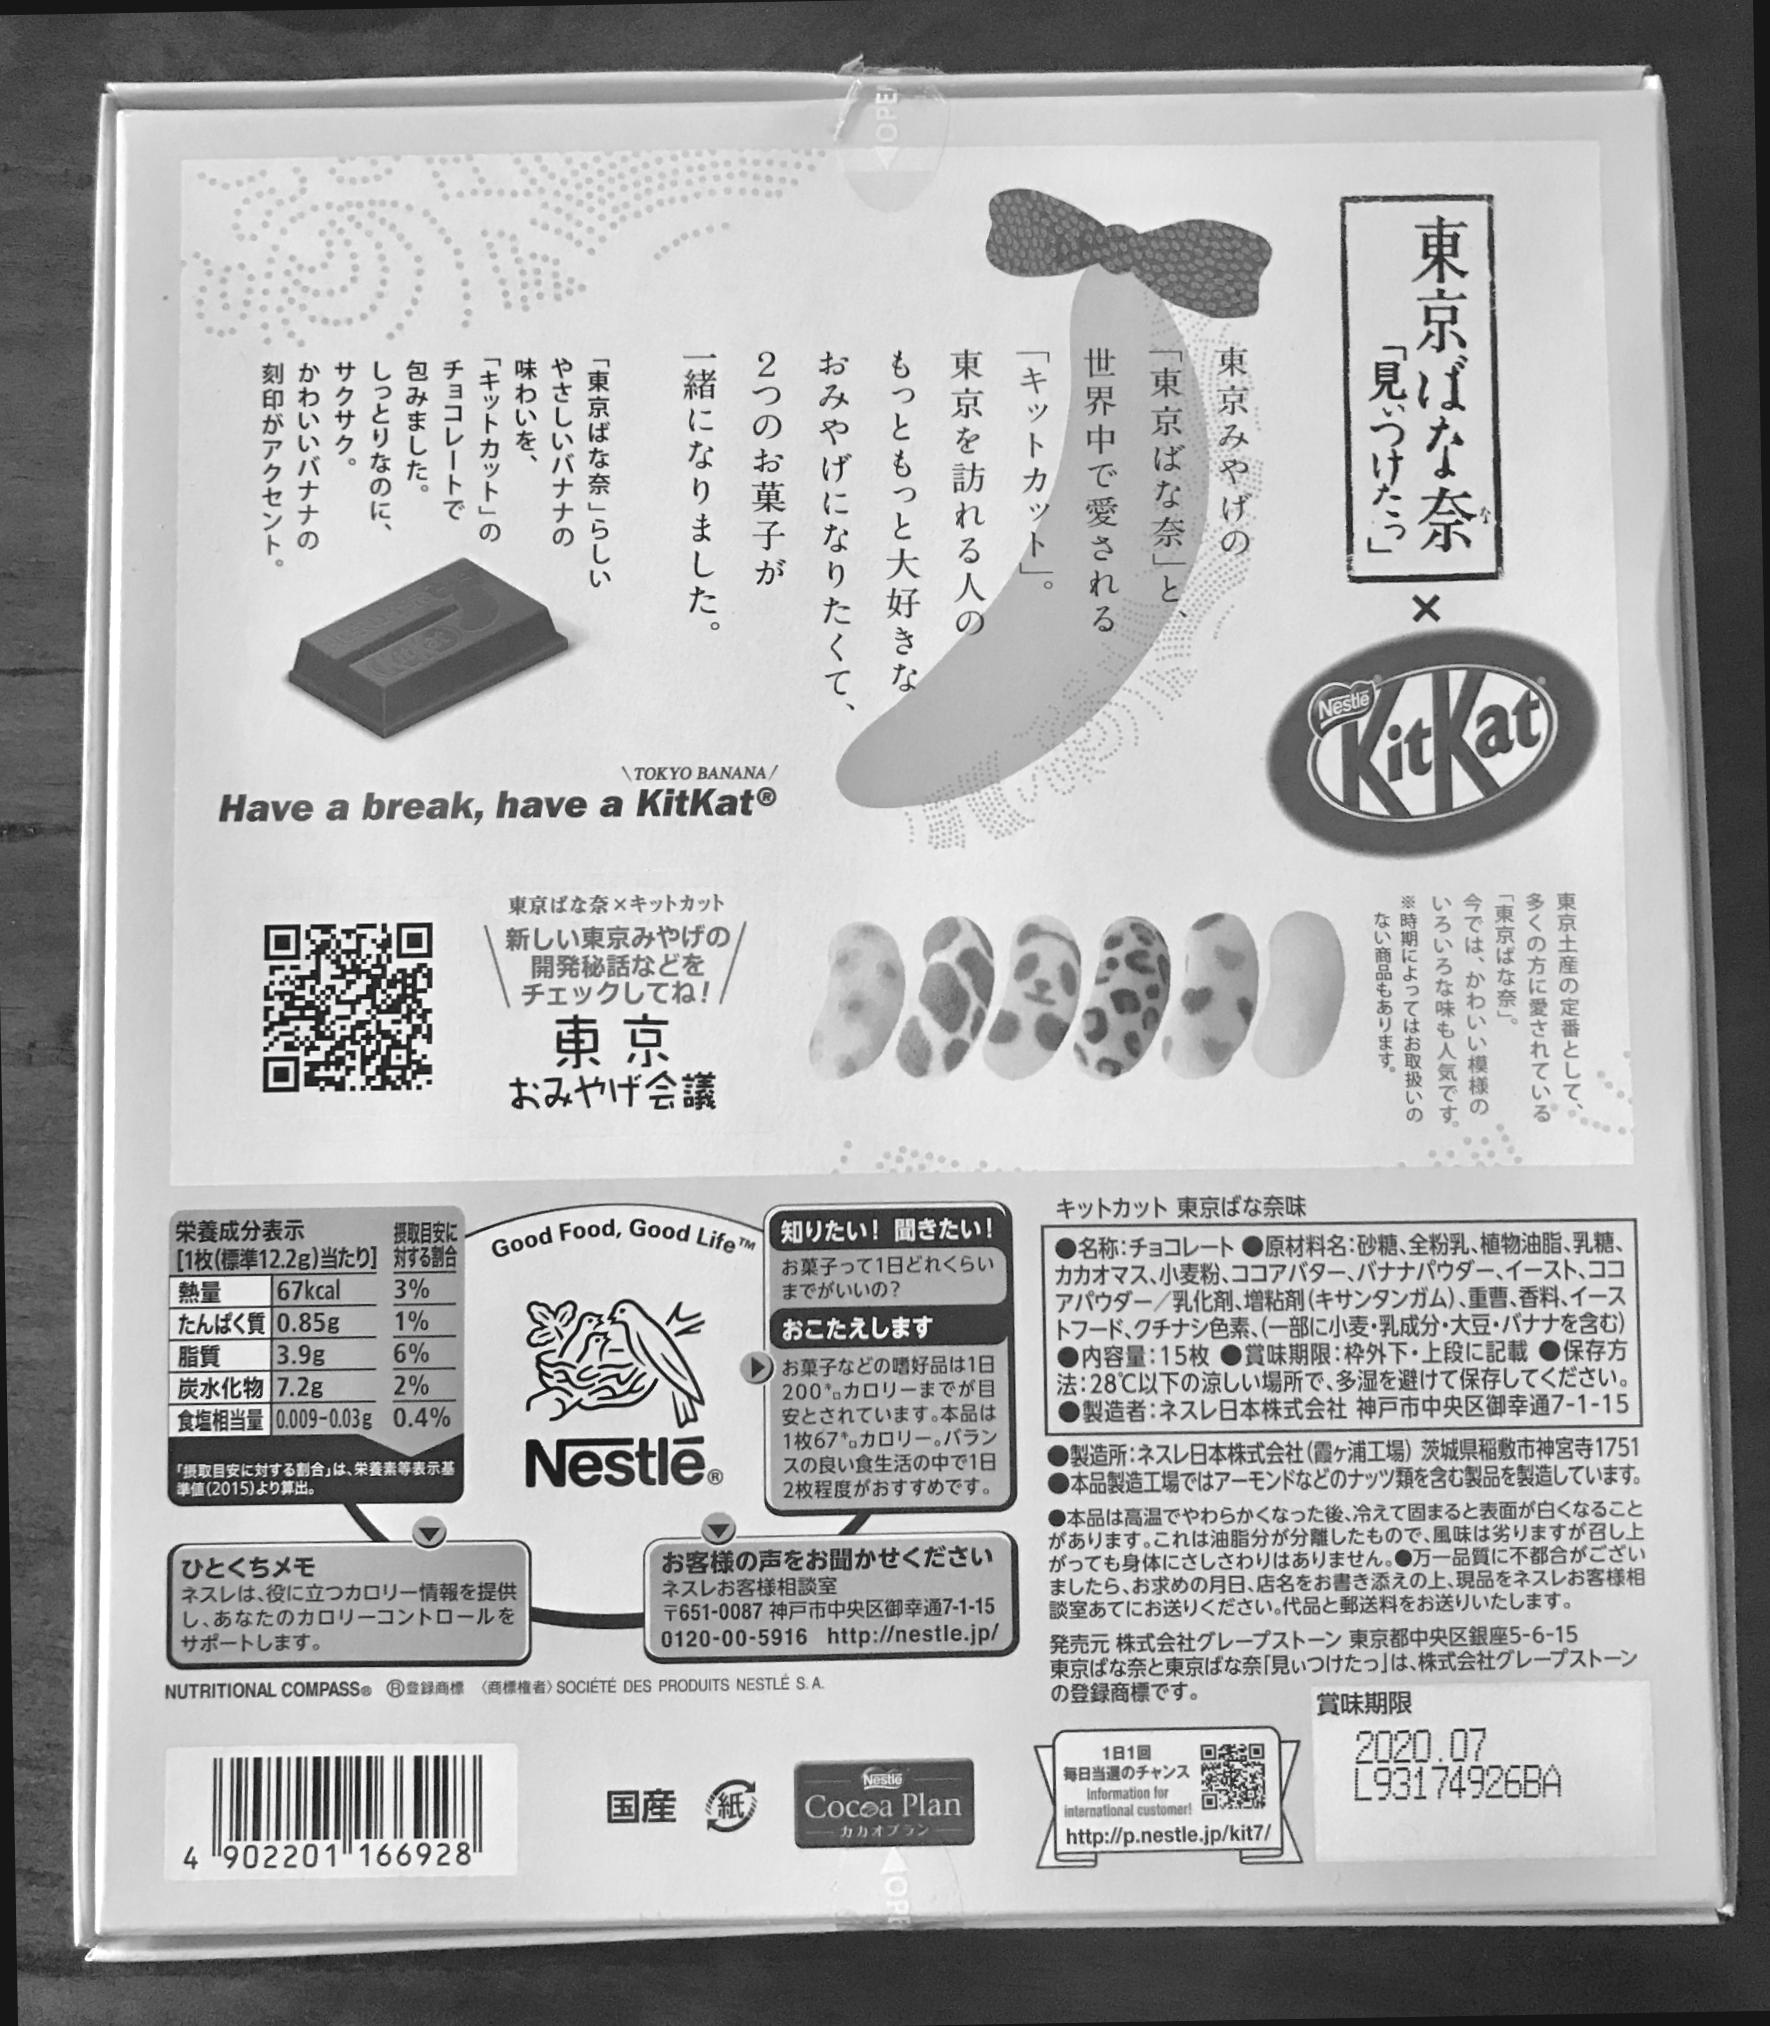 OPEN
東京ばな奈
な
「見ぃつけたっ」
×
Nestlé
KitKat
東京みやげの
「東京ばな奈」と、
世界中で愛される
「キットカット」。
東京を訪れる人の
もっともっと大好きな
おみやげになりたくて、
2つのお菓子が
一緒になりました。
「東京ばな奈」らしい
やさしいバナナの
味わいを、
「キットカット」の
チョコレートで
包みました。
しっとりなのに、
サクサク。
かわいいバナナの
刻印がアクセント。
\TOKYO BANANA/
Have a break, have a KitKat®
東京土産の定番として、
多くの方に愛されている
「東京ばな奈」。
今では、かわいい模様の
いろいろな味も人気です。
※時期によってはお取扱いの
ない商品もあります。
東京ばな奈×キットカット
新しい東京みやげの
開発秘話などを
チェックしてね!
東京
おみやげ会議
栄養成分表示 摂取目安に
[1枚(標準12.2g)当たり] 対する割合
熱量 67kcal 3%
たんぱく質 0.85g 1%
脂質 3.9g 6%
炭水化物 7.2g 2%
食塩相当量 0.009-0.03g 0.4%
「摂取目安に対する割合」は、栄養素等表示基
準値(2015)より算出。
Good Food, Good Life™
Nestlé®
知りたい! 聞きたい!
お菓子って1日どれくらい
までがいいの?
おこたえします
お菓子などの嗜好品は1日
200㌔カロリーまでが目
安とされています。本品は
1枚67㌔カロリー。バラン
スの良い食生活の中で1日
2枚程度がおすすめです。
ひとくちメモ
ネスレは、役に立つカロリー情報を提供
し、あなたのカロリーコントロールを
サポートします。
お客様の声をお聞かせください
ネスレお客様相談室
〒651-0087 神戸市中央区御幸通7-1-15
0120-00-5916 http://nestle.jp/
NUTRITIONAL COMPASS® ®登録商標 〈商標権者〉SOCIÉTÉ DES PRODUITS NESTLÉ S.A.
キットカット 東京ばな奈味
●名称:チョコレート ●原材料名:砂糖、全粉乳、植物油脂、乳糖、
カカオマス、小麦粉、ココアバター、バナナパウダー、イースト、ココ
アパウダー/乳化剤、増粘剤(キサンタンガム)、重曹、香料、イース
トフード、クチナシ色素、(一部に小麦・乳成分・大豆・バナナを含む)
●内容量:15枚 ●賞味期限:枠外下・上段に記載 ●保存方
法:28℃以下の涼しい場所で、多湿を避けて保存してください。
●製造者:ネスレ日本株式会社 神戸市中央区御幸通7-1-15
●製造所:ネスレ日本株式会社(霞ヶ浦工場) 茨城県稲敷市神宮寺1751
●本品製造工場ではアーモンドなどのナッツ類を含む製品を製造しています。
●本品は高温でやわらかくなった後、冷えて固まると表面が白くなること
があります。これは油脂分が分離したもので、風味は劣りますが召し上
がっても身体にさしさわりはありません。●万一品質に不都合がござい
ましたら、お求めの月日、店名をお書き添えの上、現品をネスレお客様相
談室あてにお送りください。代品と郵送料をお送りいたします。
発売元 株式会社グレープストーン 東京都中央区銀座5-6-15
東京ばな奈と東京ばな奈「見ぃつけたっ」は、株式会社グレープストーン
の登録商標です。
賞味期限
2020.07
L93174926BA
1日1回
毎日当選のチャンス
Information for
international customer!
http://p.nestle.jp/kit7/
4 902201 166928
国産
紙
Nestlé
Cocoa Plan
カカオプラン